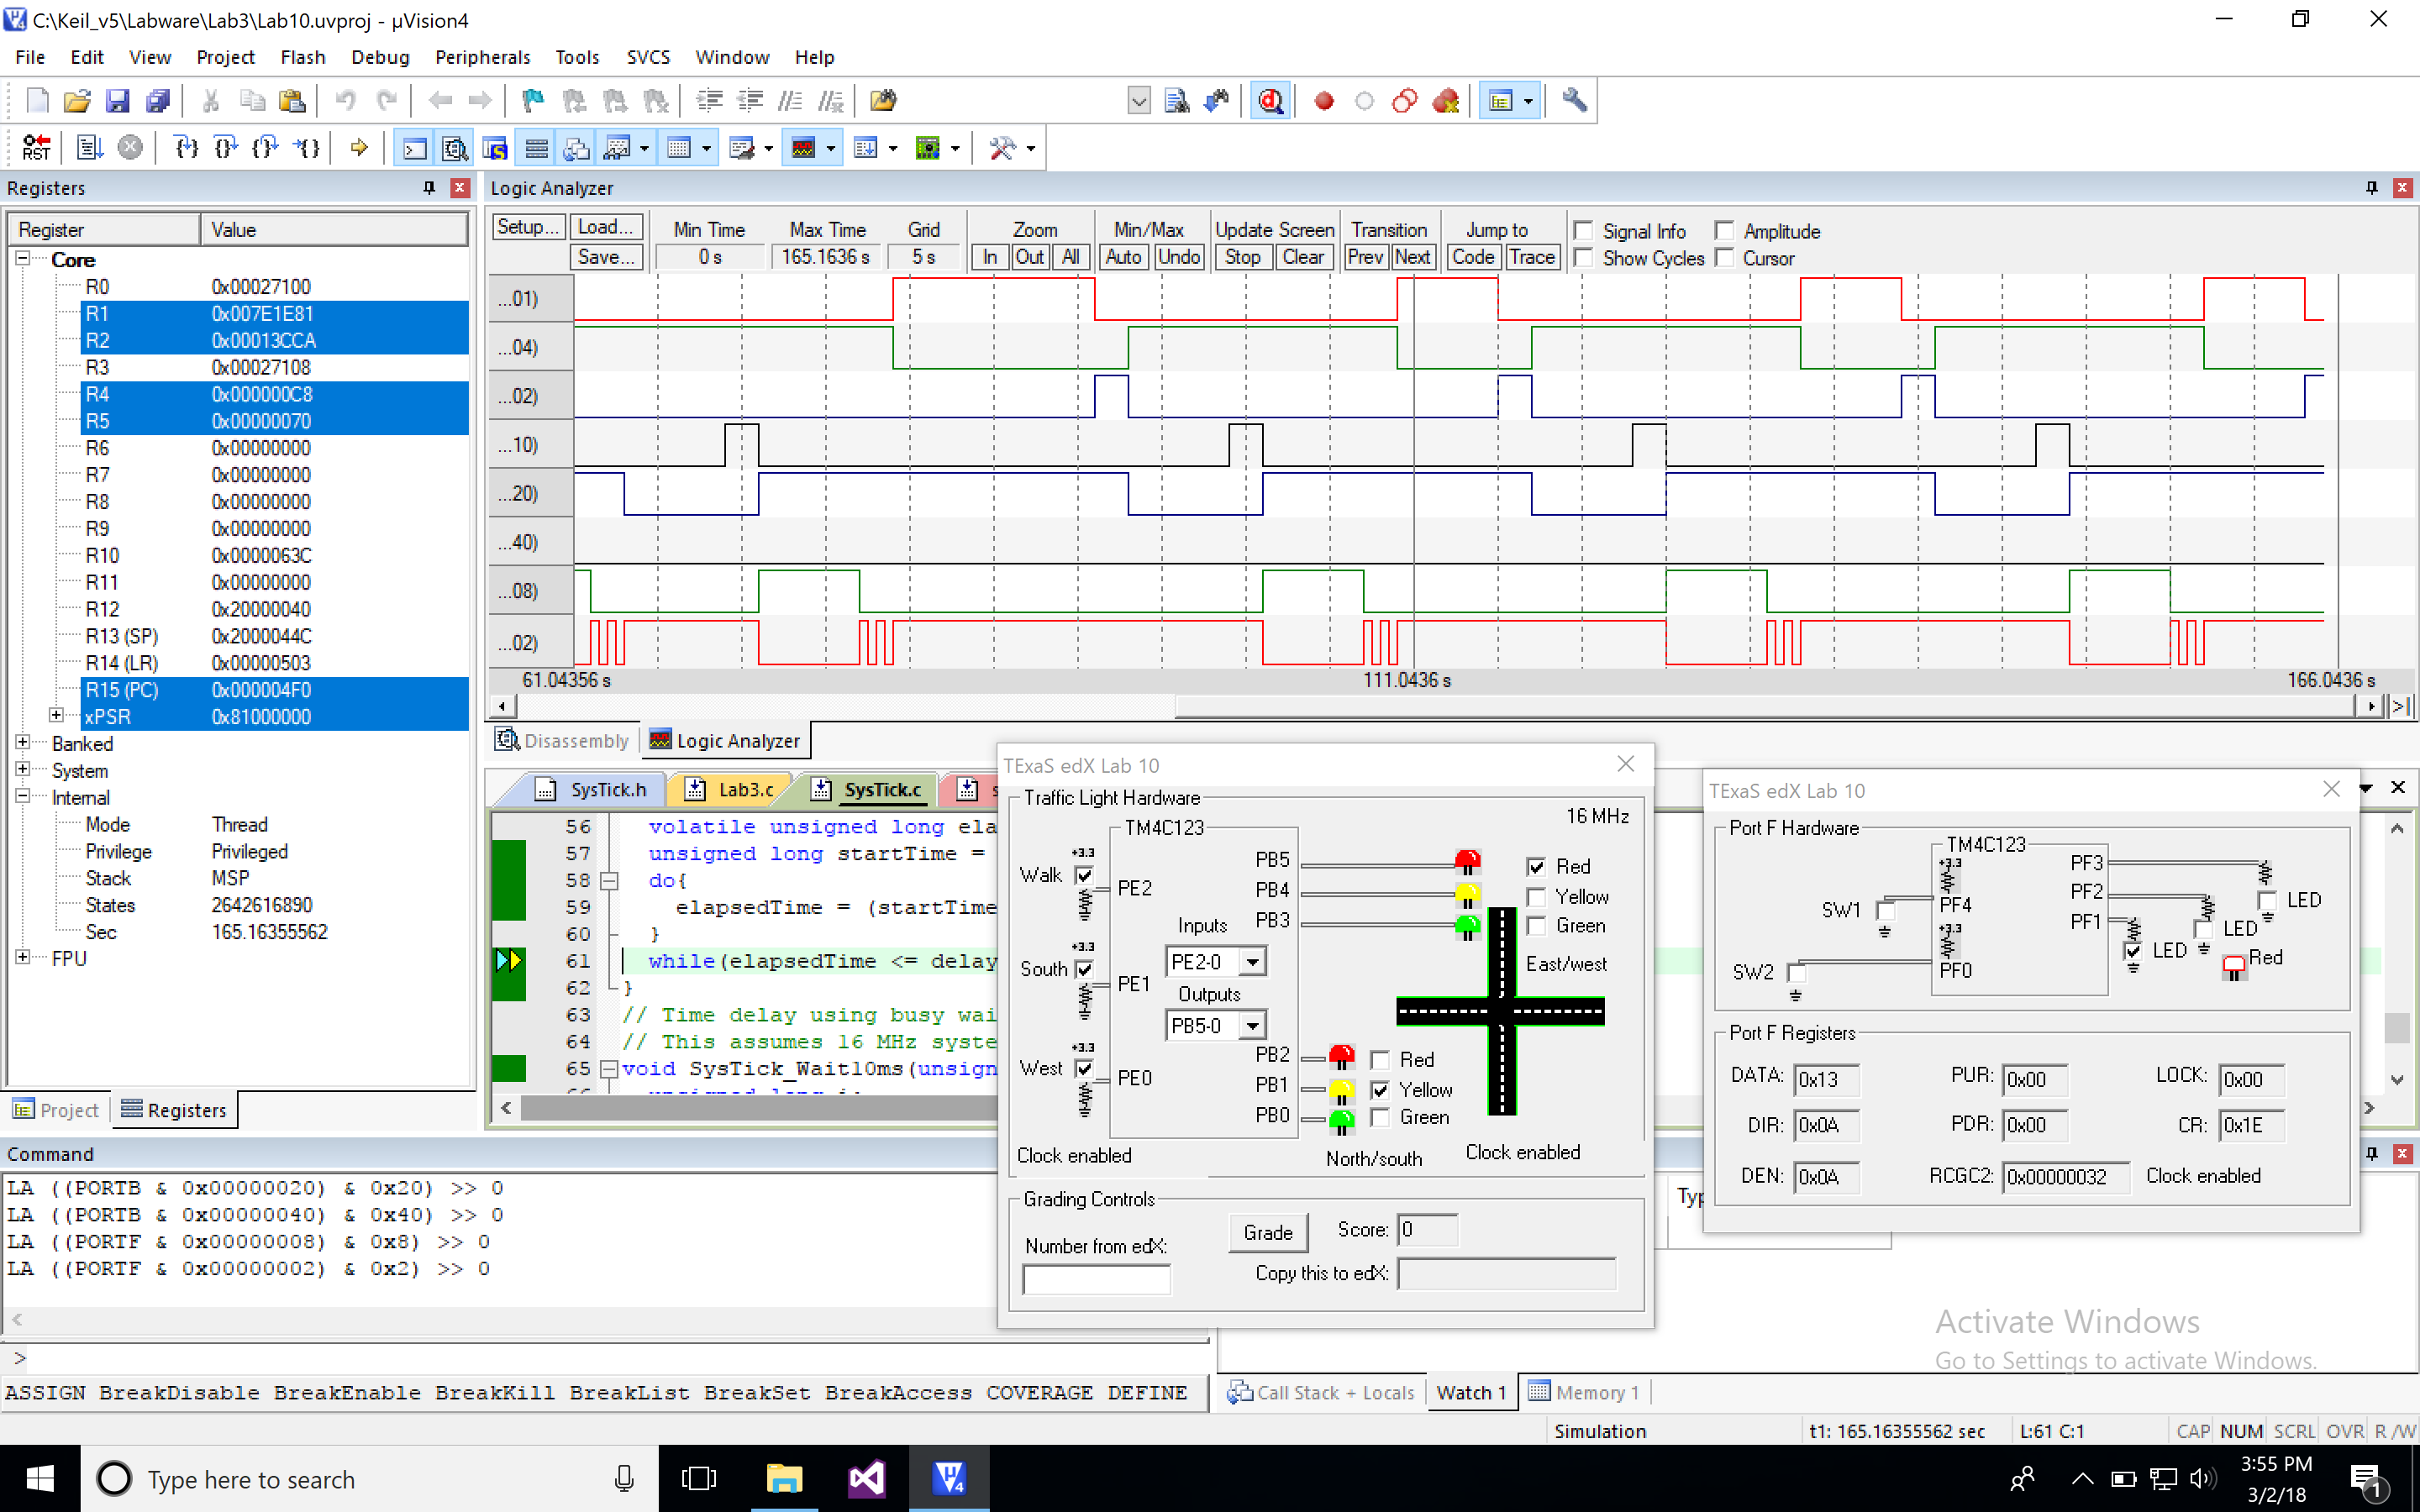 C:\Keil_v5\Labware\Lab3\Lab10.uvproj - µVision4
File Edit View Project Flash Debug Peripherals Tools SVCS Window Help
RST
Registers
Register Value
Core
R0 0x00027100
R1 0x007E1E81
R2 0x00013CCA
R3 0x00027108
R4 0x000000C8
R5 0x00000070
R6 0x00000000
R7 0x00000000
R8 0x00000000
R9 0x00000000
R10 0x0000063C
R11 0x00000000
R12 0x20000040
R13 (SP) 0x2000044C
R14 (LR) 0x00000503
R15 (PC) 0x000004F0
xPSR 0x81000000
Banked
System
Internal
Mode Thread
Privilege Privileged
Stack MSP
States 2642616890
Sec 165.16355562
FPU
Project Registers
Logic Analyzer
Setup... Load... Min Time Max Time Grid Zoom Min/Max Update Screen Transition Jump to Signal Info Amplitude
Save... 0 s 165.1636 s 5 s In Out All Auto Undo Stop Clear Prev Next Code Trace Show Cycles Cursor
...01)
...04)
...02)
...10)
...20)
...40)
...08)
...02)
61.04356 s 111.0436 s 166.0436 s
Disassembly Logic Analyzer
SysTick.h Lab3.c SysTick.c s
56 volatile unsigned long ela
57 unsigned long startTime =
58 do{
59 elapsedTime = (startTime
60 }
61 while(elapsedTime <= delay
62 }
63 // Time delay using busy wai
64 // This assumes 16 MHz syste
65 void SysTick_Wait10ms(unsign
TExaS edX Lab 10
Traffic Light Hardware
16 MHz
TM4C123
+3.3
Walk PE2
+3.3
South PE1
+3.3
West PE0
Inputs
PE2-0
Outputs
PB5-0
PB5 Red
PB4 Yellow
PB3 Green
East/west
PB2 Red
PB1 Yellow
PB0 Green
Clock enabled North/south Clock enabled
Grading Controls
Number from edX: Grade Score: 0
Copy this to edX:
TExaS edX Lab 10
Port F Hardware
TM4C123
+3.3
SW1 PF4
+3.3
SW2 PF0
PF3 LED
PF2 LED
PF1 LED
Red
Port F Registers
DATA: 0x13 PUR: 0x00 LOCK: 0x00
DIR: 0x0A PDR: 0x00 CR: 0x1E
DEN: 0x0A RCGC2: 0x00000032 Clock enabled
Typ
Command
LA ((PORTB & 0x00000020) & 0x20) >> 0
LA ((PORTB & 0x00000040) & 0x40) >> 0
LA ((PORTF & 0x00000008) & 0x8) >> 0
LA ((PORTF & 0x00000002) & 0x2) >> 0
>
ASSIGN BreakDisable BreakEnable BreakKill BreakList BreakSet BreakAccess COVERAGE DEFINE
Call Stack + Locals Watch 1 Memory 1
Activate Windows
Go to Settings to activate Windows.
Simulation t1: 165.16355562 sec L:61 C:1 CAP NUM SCRL OVR R/W
Type here to search
3:55 PM
3/2/18
1